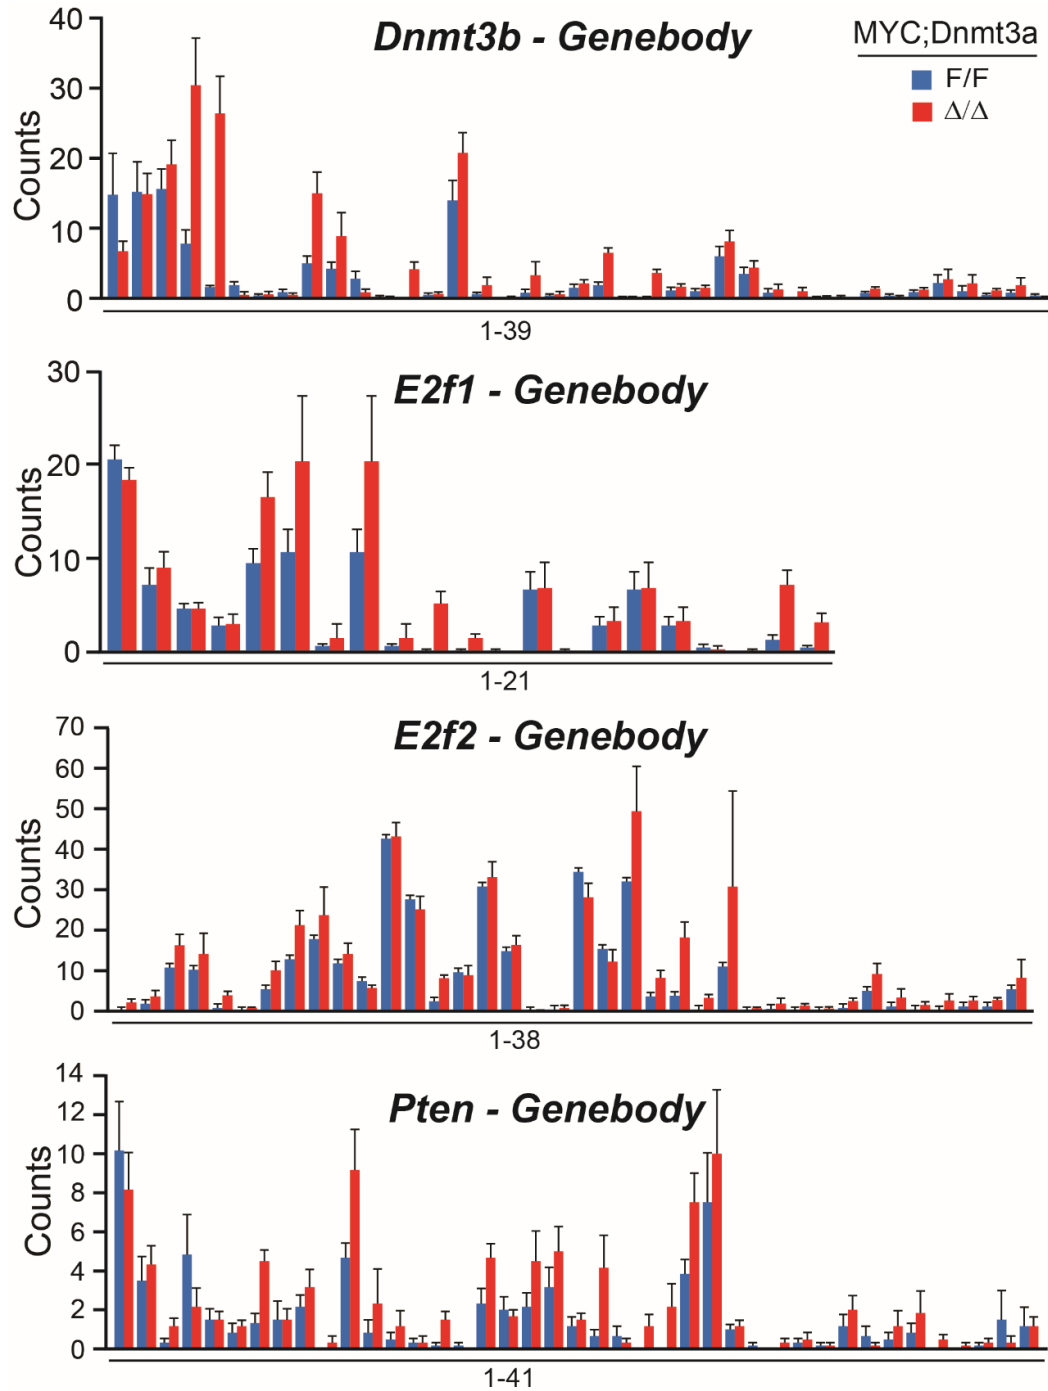 Dnmt3b - Genebody
MYC;Dnmt3a
F/F
Δ/Δ
Counts
40
30
20
10
0
1-39
E2f1 - Genebody
Counts
30
20
10
0
1-21
E2f2 - Genebody
Counts
70
60
50
40
30
20
10
0
1-38
Pten - Genebody
Counts
14
12
10
8
6
4
2
0
1-41